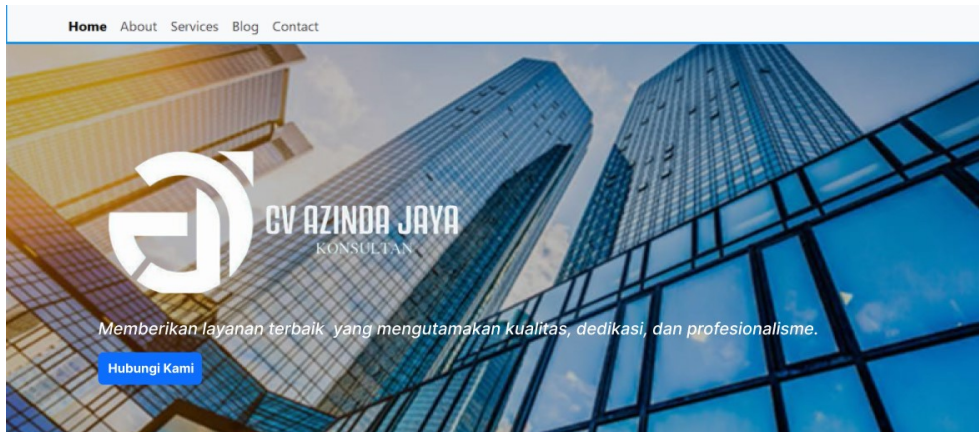 Home About Services Blog Contact
CV AZINDA JAYA
KONSULTAN
Memberikan layanan terbaik yang mengutamakan kualitas, dedikasi, dan profesionalisme.
Hubungi Kami